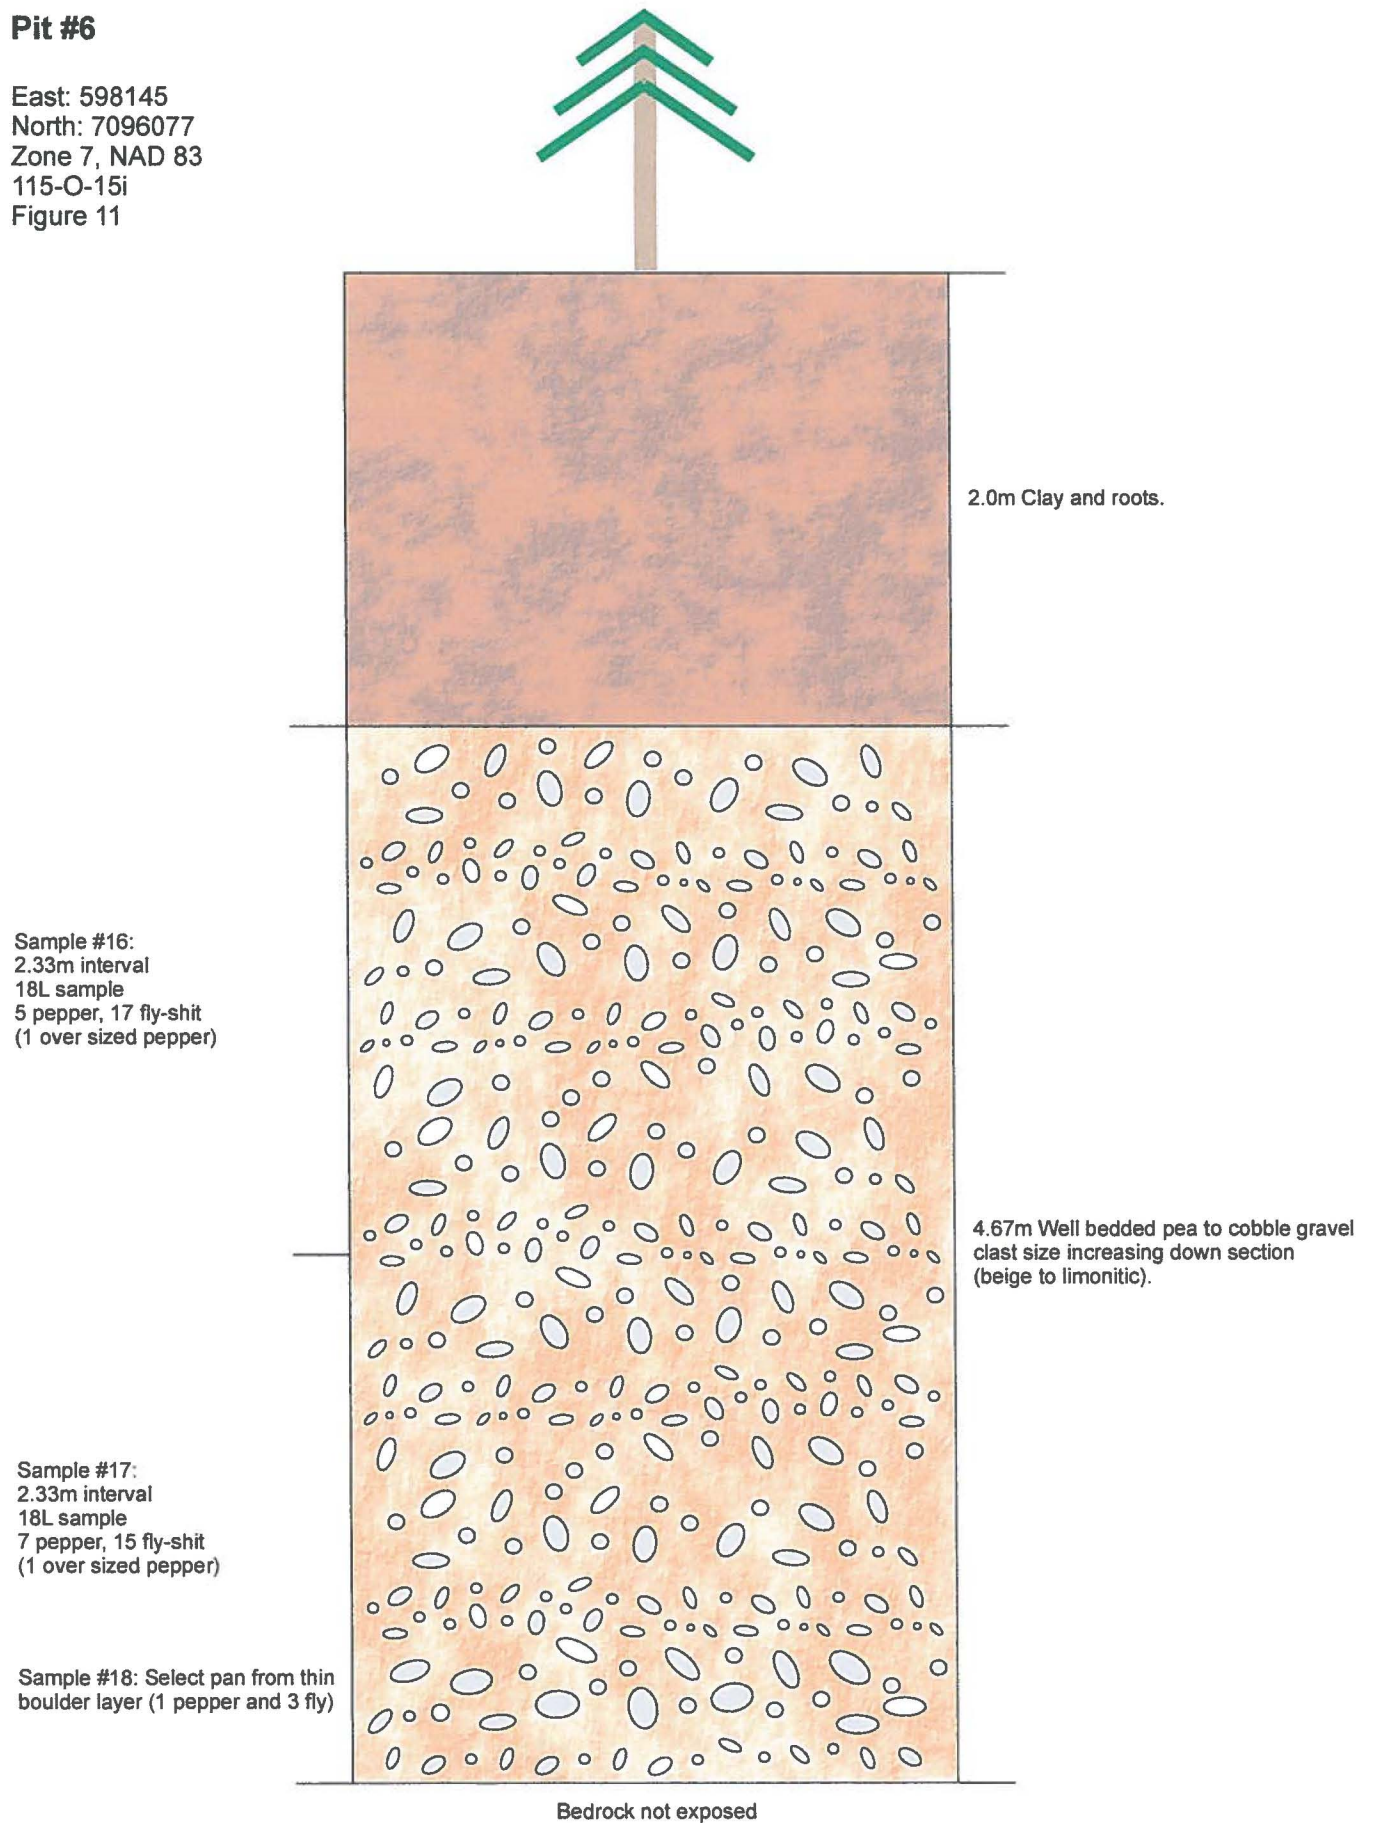 Pit #6
East: 598145
North: 7096077
Zone 7, NAD 83
115-O-15i
Figure 11
2.0m Clay and roots.
Sample #16:
2.33m interval
18L sample
5 pepper, 17 fly-shit
(1 over sized pepper)
4.67m Well bedded pea to cobble gravel
clast size increasing down section
(beige to limonitic).
Sample #17:
2.33m interval
18L sample
7 pepper, 15 fly-shit
(1 over sized pepper)
Sample #18: Select pan from thin
boulder layer (1 pepper and 3 fly)
Bedrock not exposed